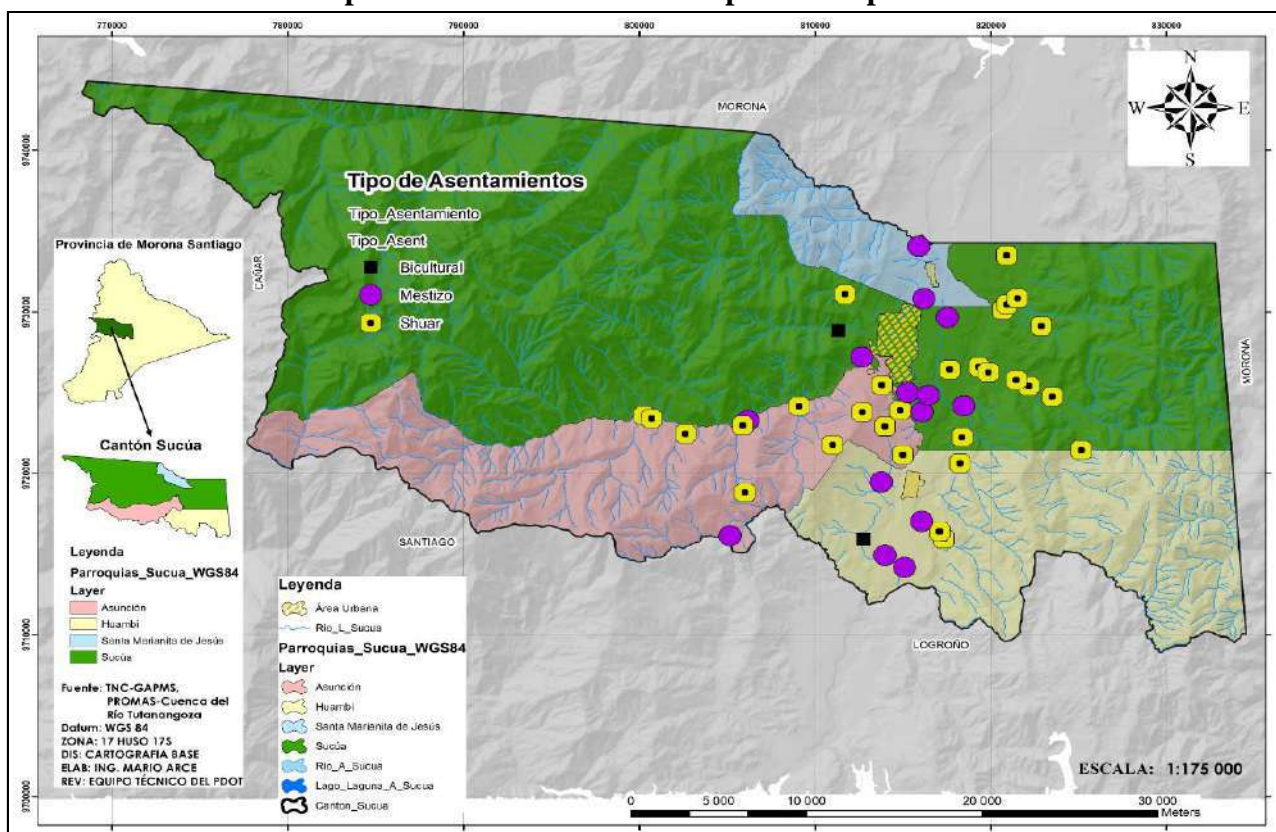 770000 780000 790000 800000 810000 820000 830000
9740000
9730000
9720000
9710000
9700000
MORONA
N
W E
S
Tipo de Asentamientos
Tipo_Asentamiento
Tipo_Asent
Bicultural
Mestizo
Shuar
CAÑAR
MORONA
SANTIAGO
LOGROÑO
Provincia de Morona Santiago
Cantón Sucúa
Leyenda
Parroquias_Sucua_WGS84
Layer
Asunción
Huambi
Santa Marianita de Jesús
Sucúa
Fuente: TNC-GAPMS,
PROMAS-Cuenca del
Río Tutanangoza
Datum: WGS 84
ZONA: 17 HUSO 17S
DIS: CARTOGRAFIA BASE
ELAB: ING. MARIO ARCE
REV: EQUIPO TÉCNICO DEL PDOT
Leyenda
Área Urbana
Rio_L_Sucua
Parroquias_Sucua_WGS84
Layer
Asunción
Huambi
Santa Marianita de Jesús
Sucúa
Rio_A_Sucua
Lago_Laguna_A_Sucua
Canton_Sucua
ESCALA: 1:175 000
0 5 000 10 000 20 000 30 000
Meters